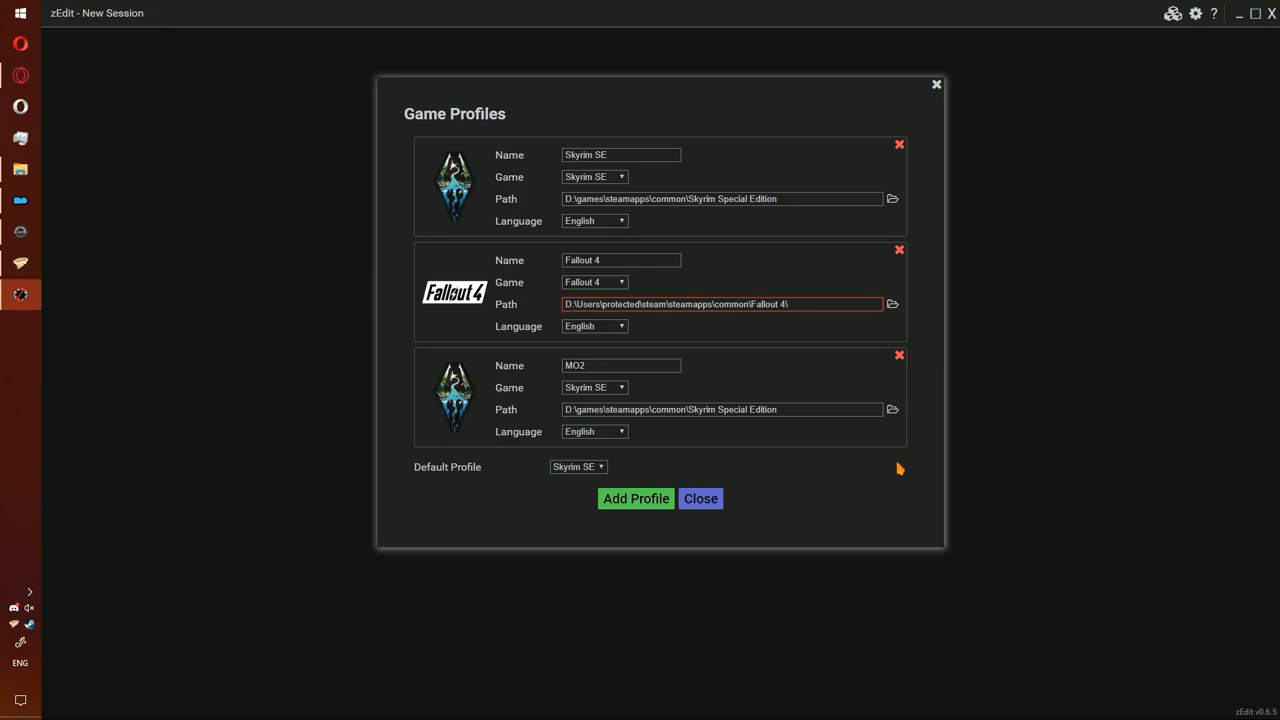 zEdit - New Session
?
Game Profiles
Name Skyrim SE
Game Skyrim SE
Path D:\games\steamapps\common\Skyrim Special Edition
Language English
Fallout 4
Name Fallout 4
Game Fallout 4
Path D:\Users\protected\steam\steamapps\common\Fallout 4\
Language English
Name MO2
Game Skyrim SE
Path D:\games\steamapps\common\Skyrim Special Edition
Language English
Default Profile Skyrim SE
Add Profile Close
ENG
zEdit v0.6.5